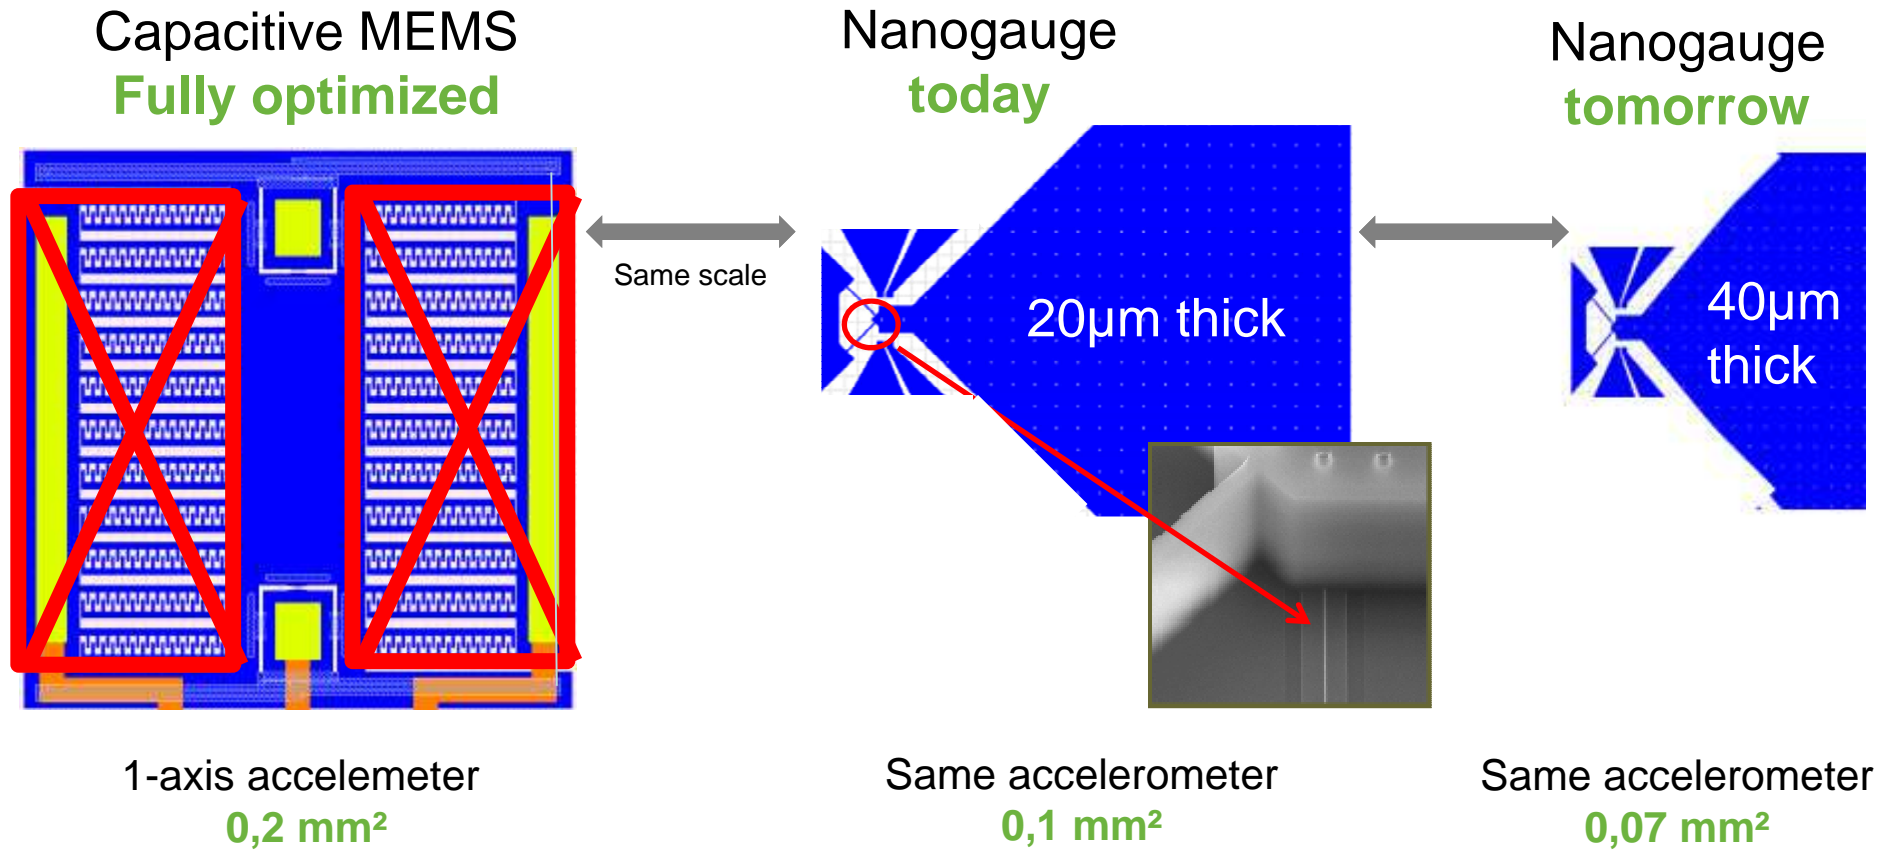 Capacitive MEMS
Fully optimized
Nanogauge
today
Nanogauge
tomorrow
Same scale
20µm thick
40µm
thick
1-axis accelemeter
0,2 mm²
Same accelerometer
0,1 mm²
Same accelerometer
0,07 mm²